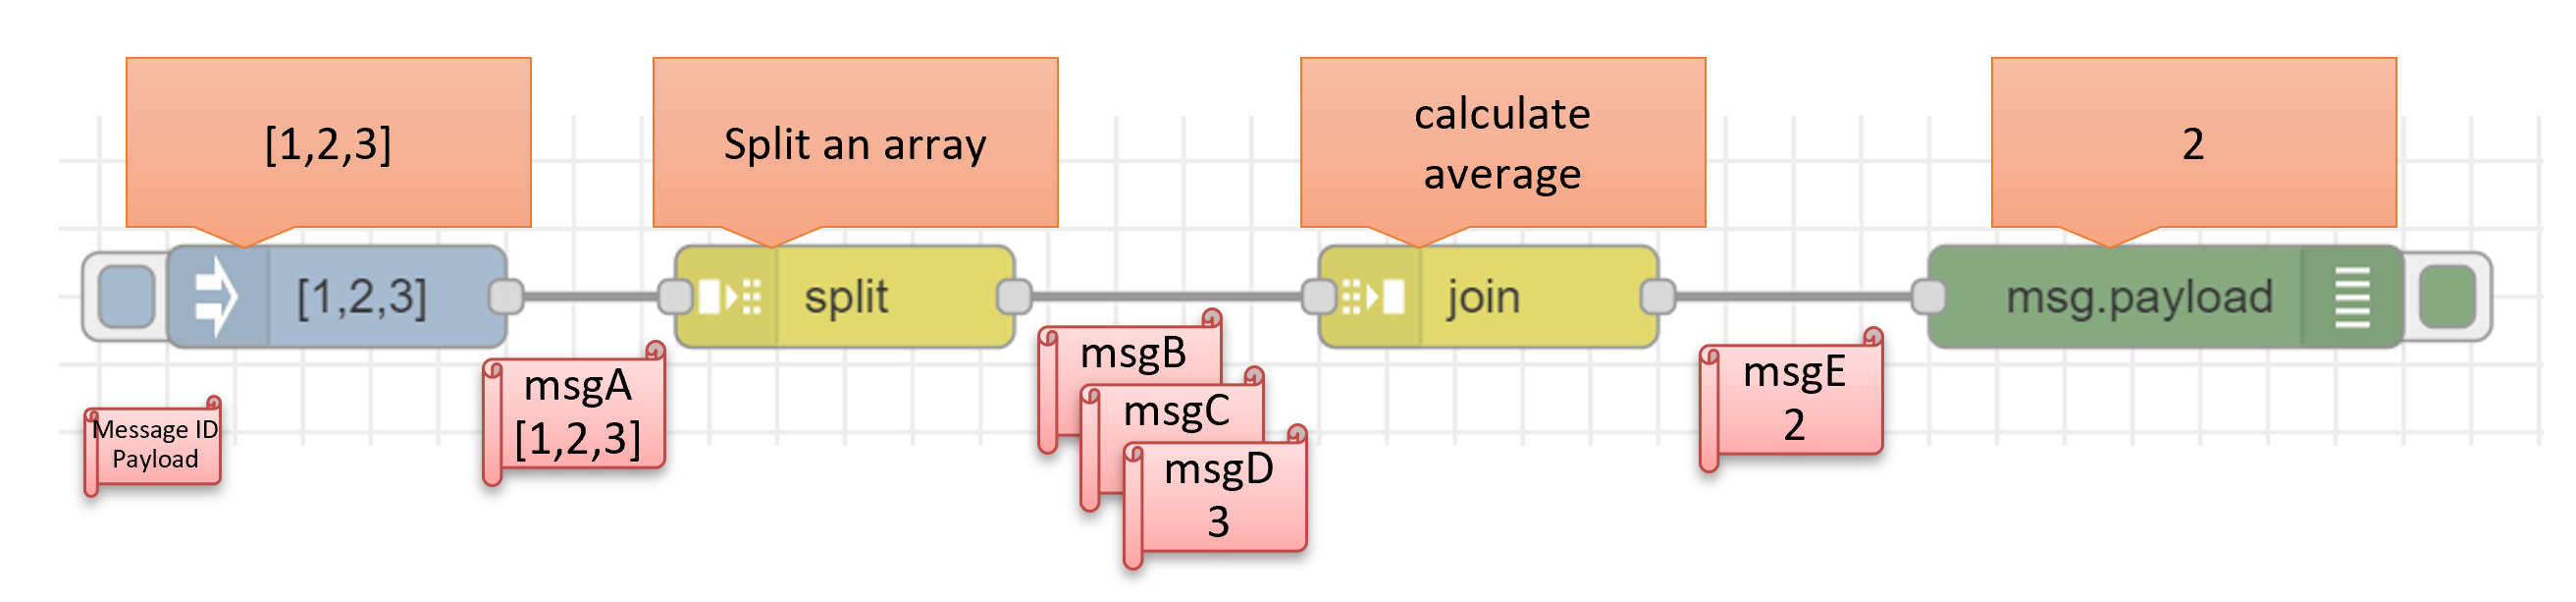 [1,2,3]
Split an array
calculate
average
2
[1,2,3]
split
join
msg.payload
Message ID
Payload
msgA
[1,2,3]
msgB
msgC
msgD
3
msgE
2